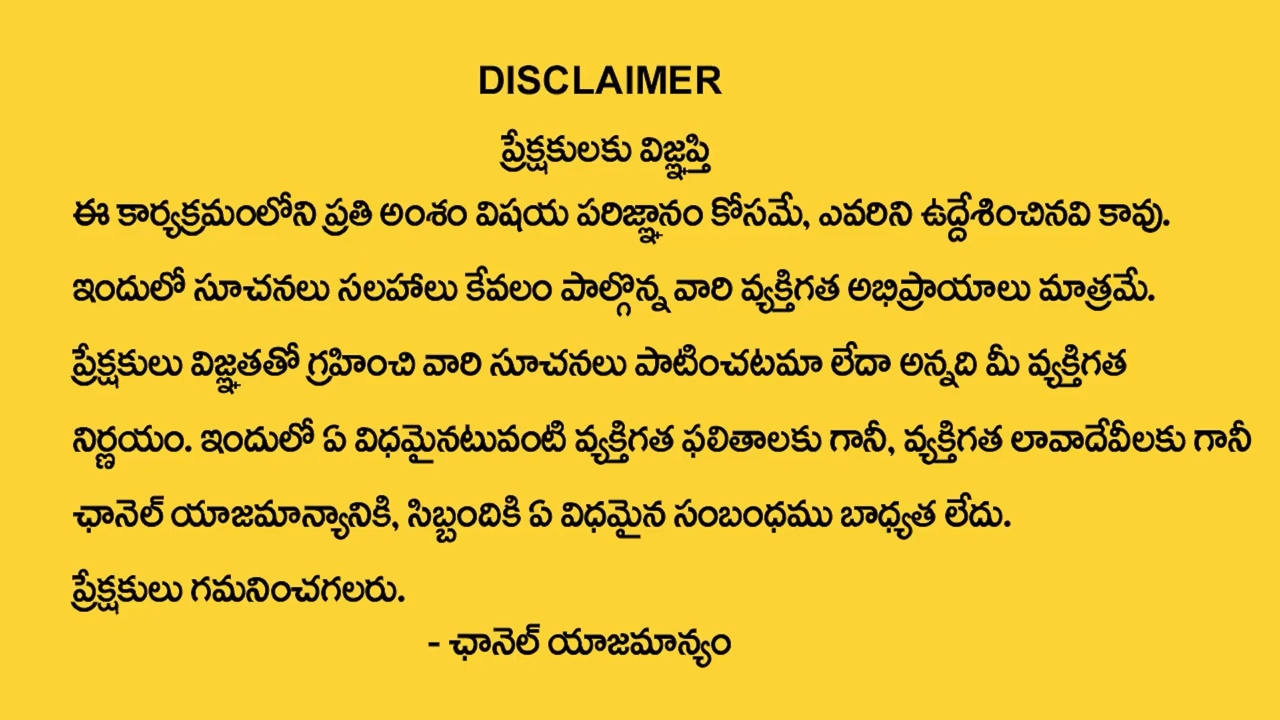 DISCLAIMER
ప్రేక్షకులకు విజ్ఞప్తి
ఈ కార్యక్రమంలోని ప్రతి అంశం విషయ పరిజ్ఞానం కోసమే, ఎవరిని ఉద్దేశించినవి కావు.
ఇందులో సూచనలు సలహాలు కేవలం పాల్గొన్న వారి వ్యక్తిగత అభిప్రాయాలు మాత్రమే.
ప్రేక్షకులు విజ్ఞతతో గ్రహించి వారి సూచనలు పాటించటమా లేదా అన్నది మీ వ్యక్తిగత
నిర్ణయం. ఇందులో ఏ విధమైనటువంటి వ్యక్తిగత ఫలితాలకు గానీ, వ్యక్తిగత లావాదేవీలకు గానీ
ఛానెల్ యాజమాన్యానికి, సిబ్బందికి ఏ విధమైన సంబంధము బాధ్యత లేదు.
ప్రేక్షకులు గమనించగలరు.
- ఛానెల్ యాజమాన్యం